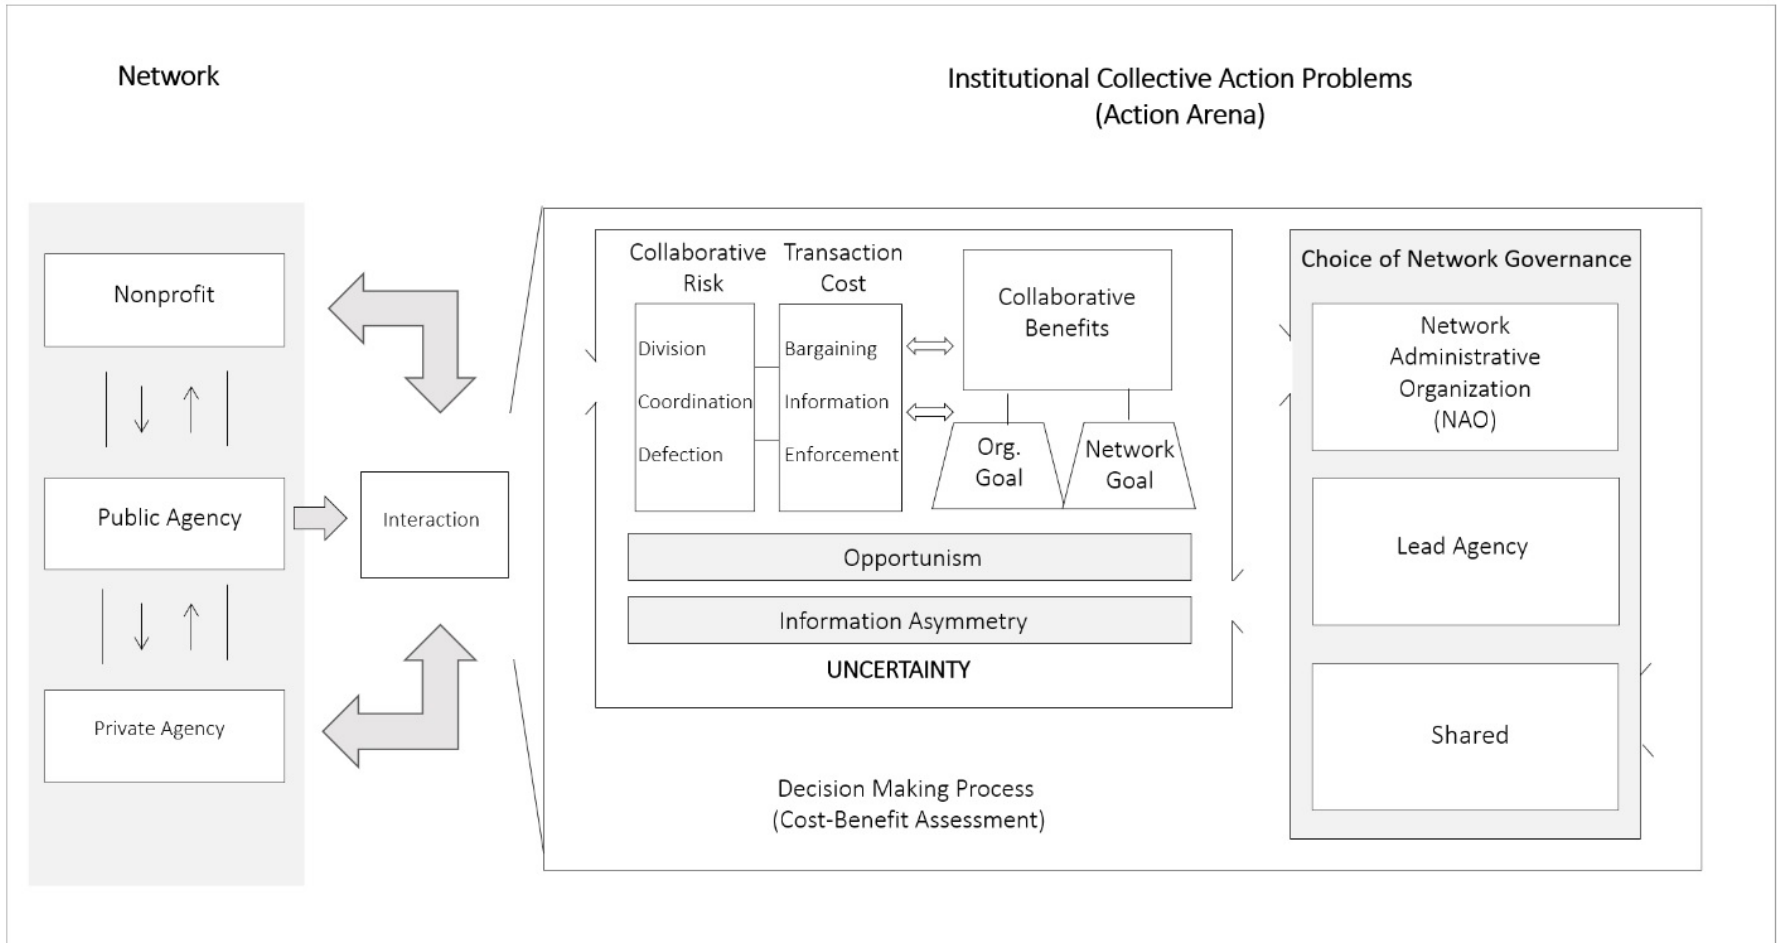 Network
Institutional Collective Action Problems
(Action Arena)
Nonprofit
Public Agency
Private Agency
Interaction
Collaborative
Risk
Division
Coordination
Defection
Transaction
Cost
Bargaining
Information
Enforcement
Collaborative
Benefits
Org.
Goal
Network
Goal
Opportunism
Information Asymmetry
UNCERTAINTY
Decision Making Process
(Cost-Benefit Assessment)
Choice of Network Governance
Network
Administrative
Organization
(NAO)
Lead Agency
Shared